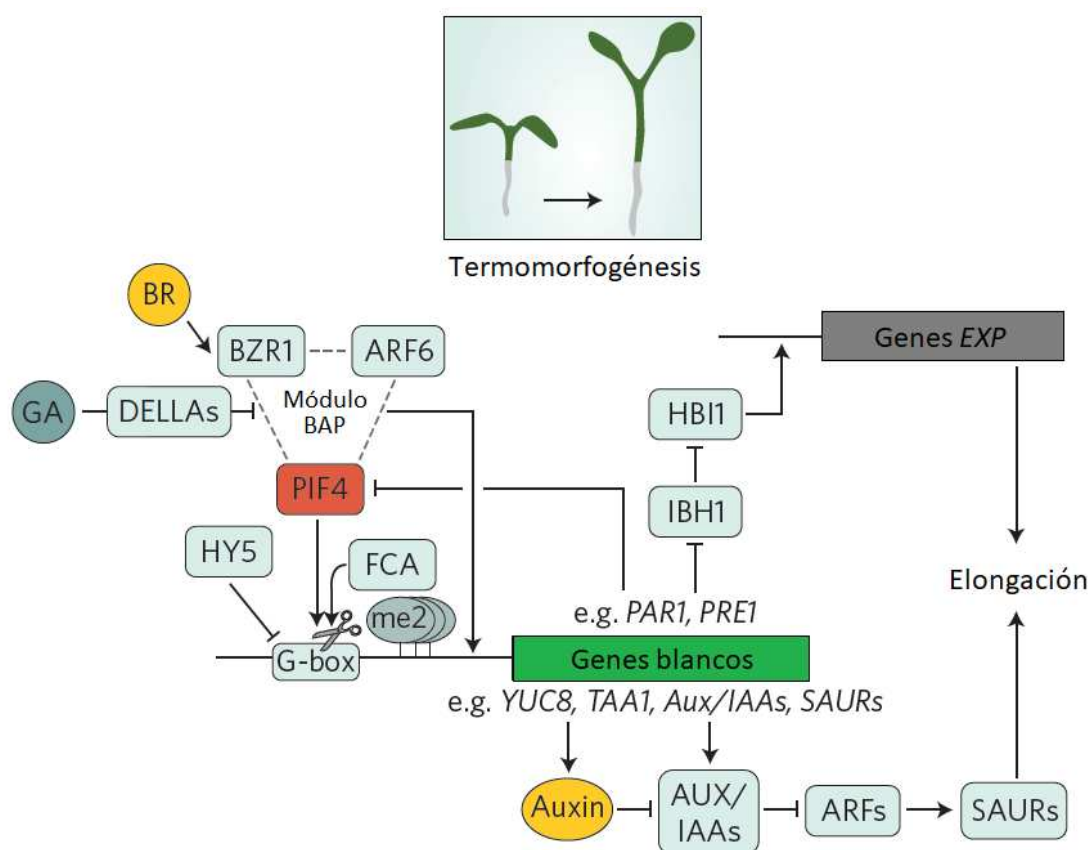 Termomorfogénesis
BR
BZR1
ARF6
Genes EXP
GA
DELLAs
Módulo
BAP
HBI1
PIF4
IBH1
HY5
FCA
Elongación
me2
e.g. PAR1, PRE1
G-box
Genes blancos
e.g. YUC8, TAA1, Aux/IAAs, SAURs
Auxin
AUX/
IAAs
ARFs
SAURs